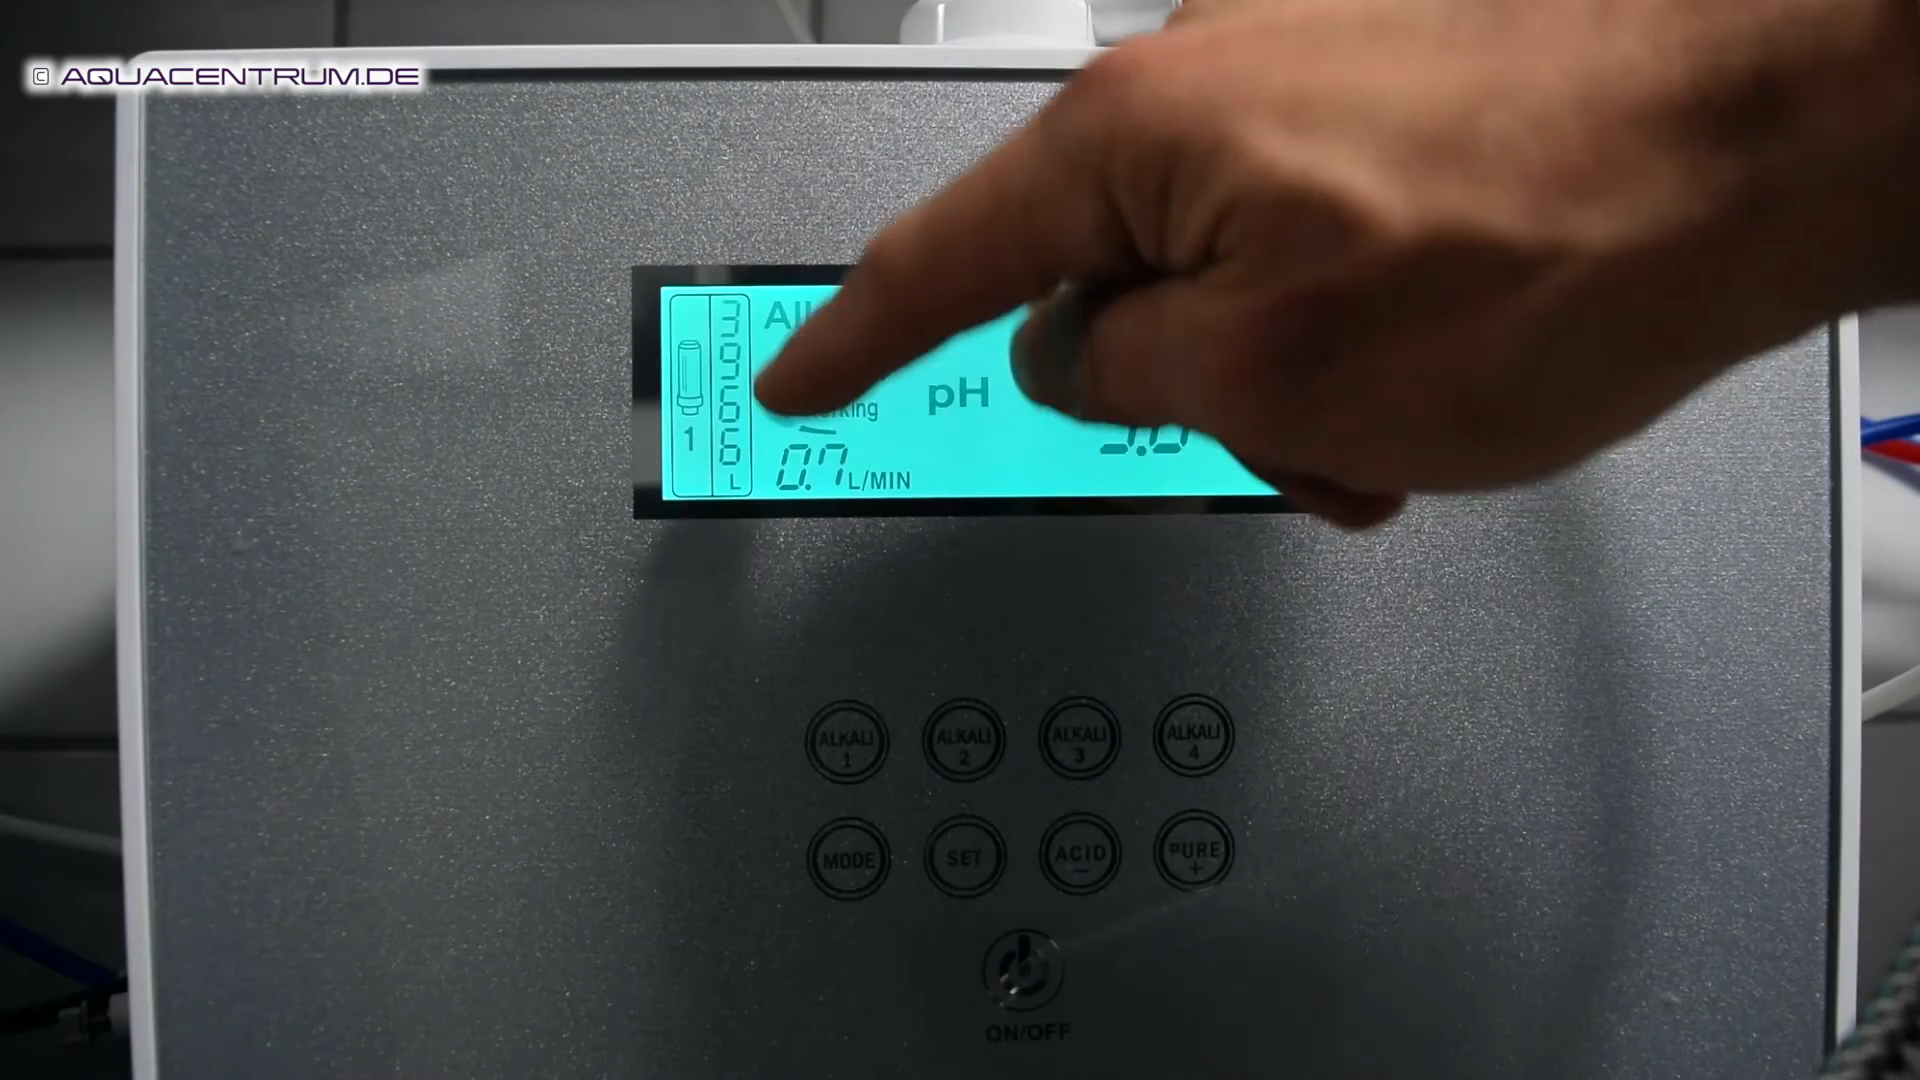 © AQUACENTRUM.DE
3966 L
1
pH
0.7 L/MIN
ALKALI 1
ALKALI 2
ALKALI 3
ALKALI 4
MODE
SET
ACID −
PURE +
ON/OFF